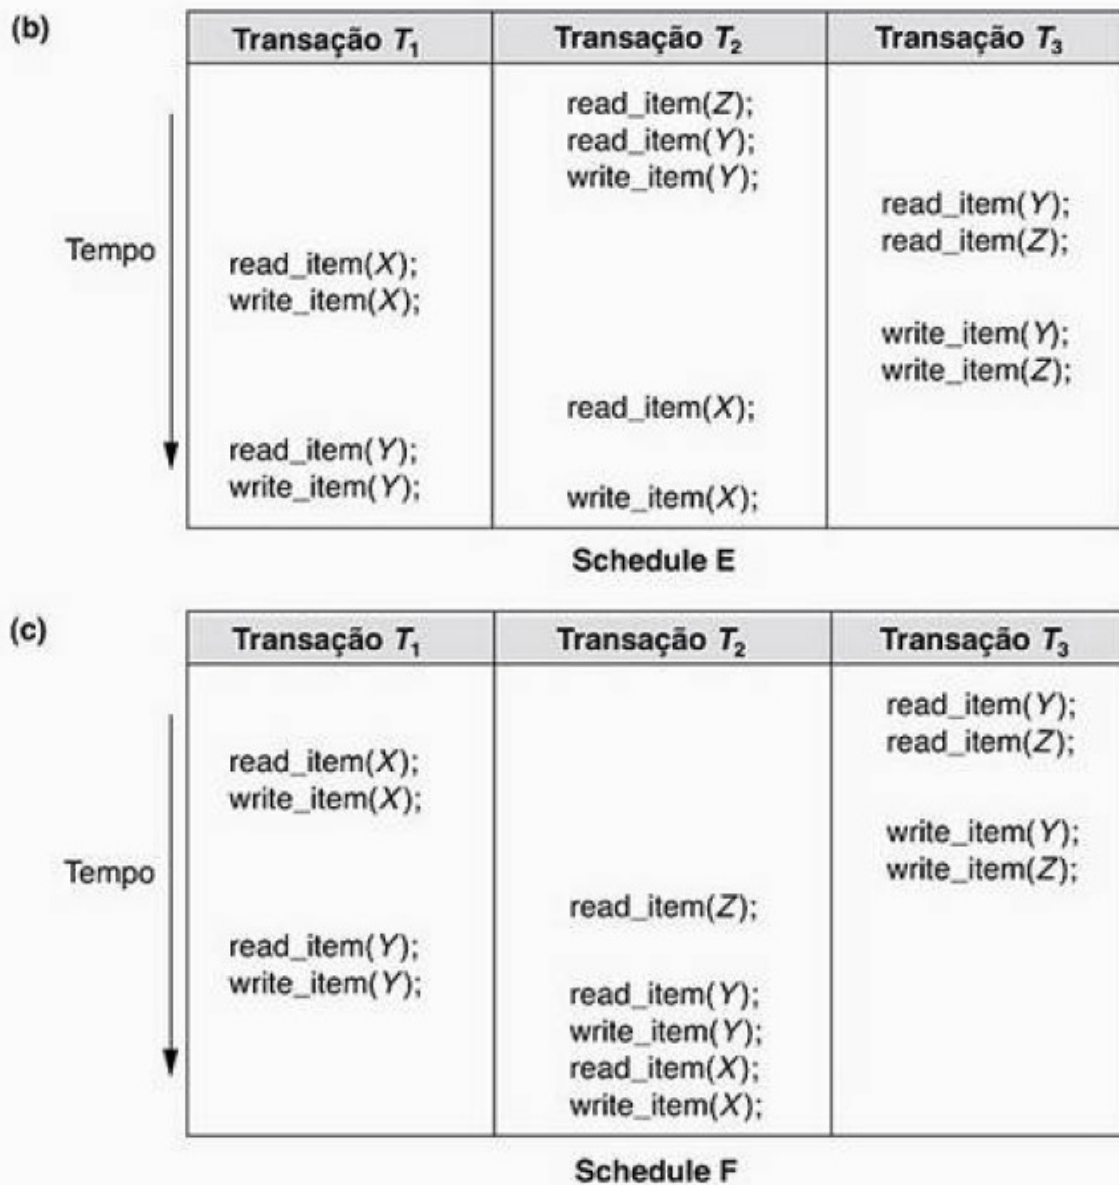 (b)
Transação T1 Transação T2 Transação T3
read_item(Z);
read_item(Y);
write_item(Y);
read_item(Y);
Tempo read_item(Z);
read_item(X);
write_item(X);
write_item(Y);
write_item(Z);
read_item(X);
read_item(Y);
write_item(Y); write_item(X);
Schedule E
(c)
Transação T1 Transação T2 Transação T3
read_item(Y);
read_item(Z);
read_item(X);
write_item(X);
write_item(Y);
Tempo write_item(Z);
read_item(Z);
read_item(Y);
write_item(Y);
read_item(Y);
write_item(Y);
read_item(X);
write_item(X);
Schedule F